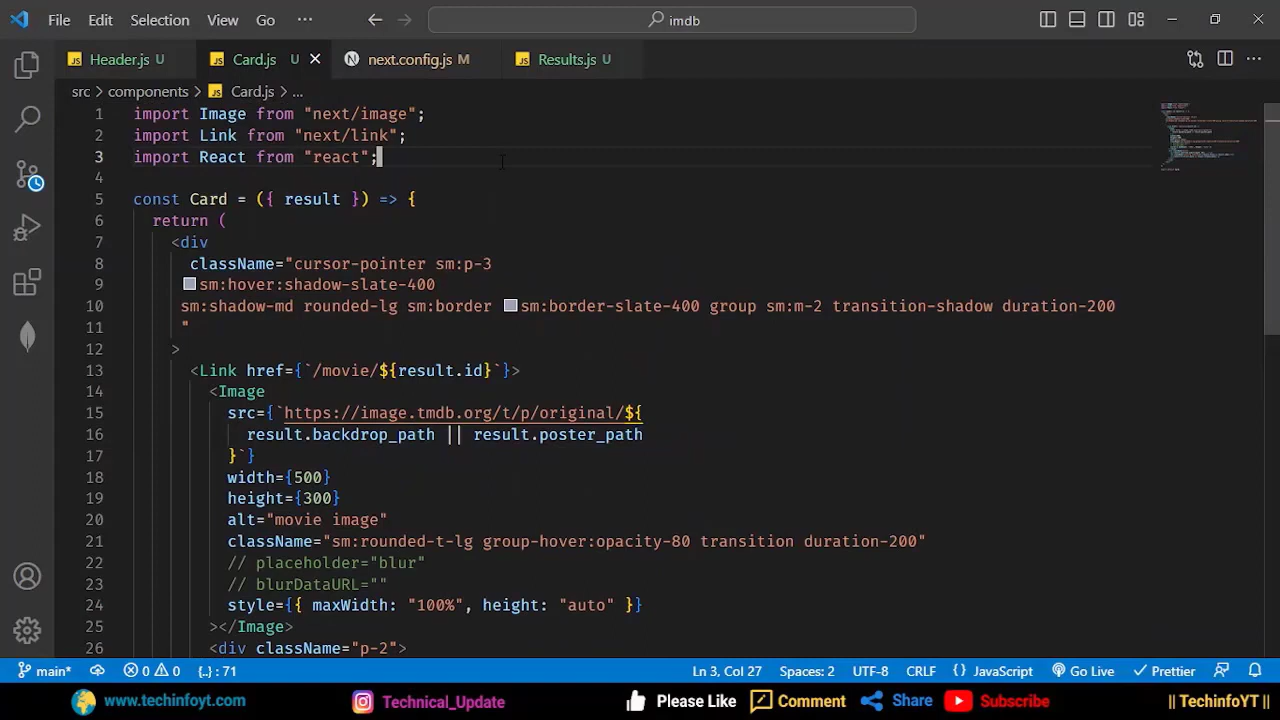 File Edit Selection View Go ··· imdb
Header.js U Card.js U next.config.js M Results.js U
src > components > Card.js > ...
1 import Image from "next/image";
2 import Link from "next/link";
3 import React from "react";
4
5 const Card = ({ result }) => {
6 return (
7 <div
8 className="cursor-pointer sm:p-3
9 sm:hover:shadow-slate-400
10 sm:shadow-md rounded-lg sm:border sm:border-slate-400 group sm:m-2 transition-shadow duration-200
11 "
12 >
13 <Link href={`/movie/${result.id}`}>
14 <Image
15 src={`https://image.tmdb.org/t/p/original/${
16 result.backdrop_path || result.poster_path
17 }`}
18 width={500}
19 height={300}
20 alt="movie image"
21 className="sm:rounded-t-lg group-hover:opacity-80 transition duration-200"
22 // placeholder="blur"
23 // blurDataURL=""
24 style={{ maxWidth: "100%", height: "auto" }}
25 ></Image>
26 <div className="p-2">
main* 0 0 {..} : 71 Ln 3, Col 27 Spaces: 2 UTF-8 CRLF {} JavaScript Go Live Prettier
www.techinfoyt.com Technical_Update Please Like Comment Share Subscribe || TechinfoYT ||